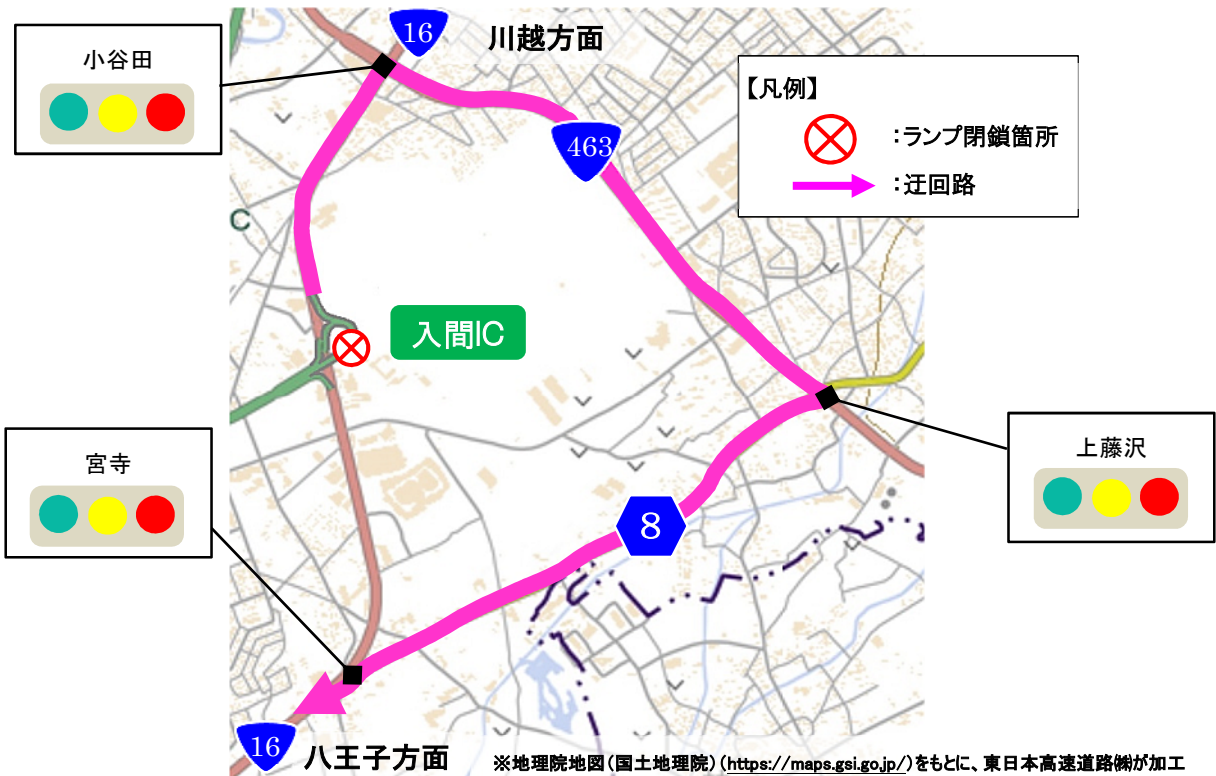 16
川越方面
小谷田
【凡例】
:ランプ閉鎖箇所
:迂回路
463
C
入間IC
宮寺
上藤沢
8
16
八王子方面
※地理院地図(国土地理院)(https://maps.gsi.go.jp/)をもとに、東日本高速道路㈱が加工